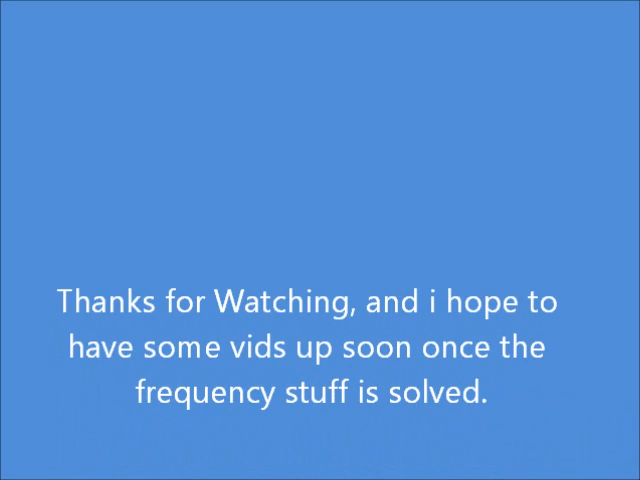 Thanks for Watching, and i hope to
have some vids up soon once the
frequency stuff is solved.